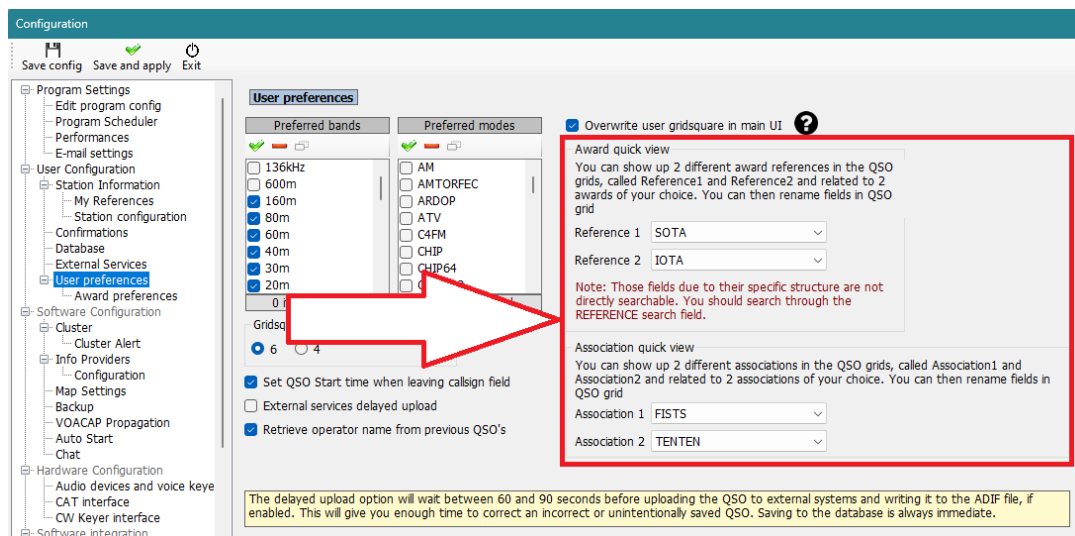 Configuration
Save config Save and apply Exit
Program Settings
Edit program config
Program Scheduler
Performances
E-mail settings
User Configuration
Station Information
My References
Station configuration
Confirmations
Database
External Services
User preferences
Award preferences
Software Configuration
Cluster
Cluster Alert
Info Providers
Configuration
Map Settings
Backup
VOACAP Propagation
Auto Start
Chat
Hardware Configuration
Audio devices and voice keye
CAT interface
CW Keyer interface
Software integration
User preferences
Preferred bands
136kHz
600m
160m
80m
60m
40m
30m
20m
Preferred modes
AM
AMTORFEC
ARDOP
ATV
C4FM
CHIP
CHIP64
6 4
Set QSO Start time when leaving callsign field
External services delayed upload
Retrieve operator name from previous QSO's
Overwrite user gridsquare in main UI ?
Award quick view
You can show up 2 different award references in the QSO
grids, called Reference1 and Reference2 and related to 2
awards of your choice. You can then rename fields in QSO
grid
Reference 1 SOTA
Reference 2 IOTA
Note: Those fields due to their specific structure are not
directly searchable. You should search through the
REFERENCE search field.
Association quick view
You can show up 2 different associations in the QSO grids, called Association1 and
Association2 and related to 2 associations of your choice. You can then rename fields in
QSO grid
Association 1 FISTS
Association 2 TENTEN
The delayed upload option will wait between 60 and 90 seconds before uploading the QSO to external systems and writing it to the ADIF file, if
enabled. This will give you enough time to correct an incorrect or unintentionally saved QSO. Saving to the database is always immediate.